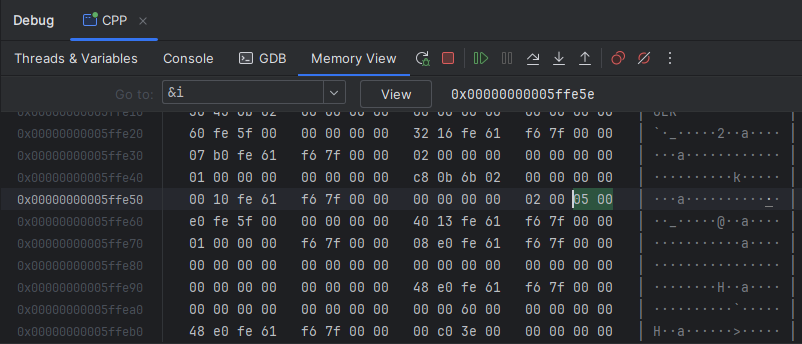 Debug CPP ×
Threads & Variables Console GDB Memory View
Go to: &i View 0x00000000005ffe5e
0x00000000005ffe20 60 fe 5f 00 00 00 00 00 32 16 fe 61 f6 7f 00 00 `·_·····2··a····
0x00000000005ffe30 07 b0 fe 61 f6 7f 00 00 02 00 00 00 00 00 00 00 ···a············
0x00000000005ffe40 01 00 00 00 00 00 00 00 c8 0b 6b 02 00 00 00 00 ··········k·····
0x00000000005ffe50 00 10 fe 61 f6 7f 00 00 00 00 00 00 02 00 05 00 ···a············
0x00000000005ffe60 e0 fe 5f 00 00 00 00 00 40 13 fe 61 f6 7f 00 00 ··_·····@··a····
0x00000000005ffe70 01 00 00 00 f6 7f 00 00 08 e0 fe 61 f6 7f 00 00 ···········a····
0x00000000005ffe80 00 00 00 00 00 00 00 00 00 00 00 00 00 00 00 00 ················
0x00000000005ffe90 00 00 00 00 00 00 00 00 48 e0 fe 61 f6 7f 00 00 ········H··a····
0x00000000005ffea0 00 00 00 00 00 00 00 00 00 00 60 00 00 00 00 00 ··········`·····
0x00000000005ffeb0 48 e0 fe 61 f6 7f 00 00 00 c0 3e 00 00 00 00 00 H··a······>·····